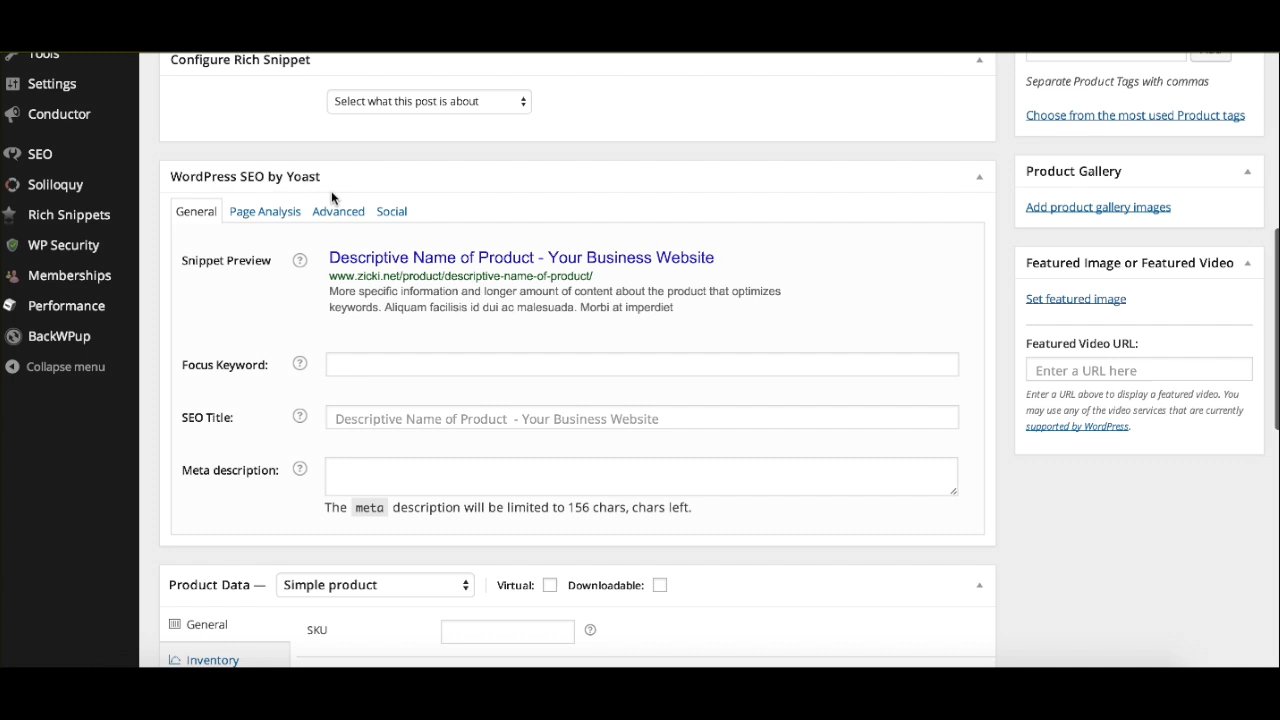 Tools
Settings
Conductor
SEO
Soliloquy
Rich Snippets
WP Security
Memberships
Performance
BackWPup
Collapse menu
Configure Rich Snippet
Select what this post is about
WordPress SEO by Yoast
General Page Analysis Advanced Social
Snippet Preview ?
Descriptive Name of Product - Your Business Website
www.zicki.net/product/descriptive-name-of-product/
More specific information and longer amount of content about the product that optimizes
keywords. Aliquam facilisis id dui ac malesuada. Morbi at imperdiet
Focus Keyword: ?
SEO Title: ? Descriptive Name of Product - Your Business Website
Meta description: ?
The meta description will be limited to 156 chars, chars left.
Product Data — Simple product Virtual: Downloadable:
General
SKU ?
Inventory
Separate Product Tags with commas
Choose from the most used Product tags
Product Gallery
Add product gallery images
Featured Image or Featured Video
Set featured image
Featured Video URL:
Enter a URL here
Enter a URL above to display a featured video. You
may use any of the video services that are currently
supported by WordPress.